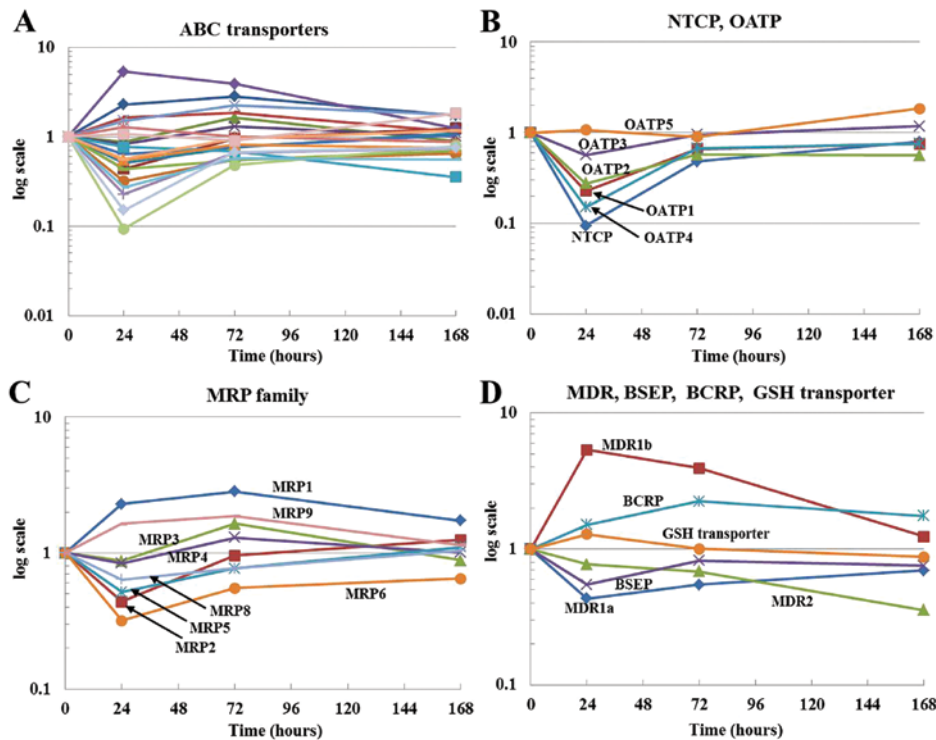 A
ABC transporters
log scale
10
1
0.1
0.01
0 24 48 72 96 120 144 168
Time (hours)
B
NTCP, OATP
log scale
10
1
0.1
0.01
OATP5
OATP3
OATP2
OATP1
OATP4
NTCP
0 24 48 72 96 120 144 168
Time (hours)
C
MRP family
log scale
10
1
0.1
MRP1
MRP9
MRP3
MRP4
MRP6
MRP8
MRP5
MRP2
0 24 48 72 96 120 144 168
Time (hours)
D
MDR, BSEP, BCRP, GSH transporter
log scale
10
1
0.1
MDR1b
BCRP
GSH transporter
BSEP
MDR1a
MDR2
0 24 48 72 96 120 144 168
Time (hours)